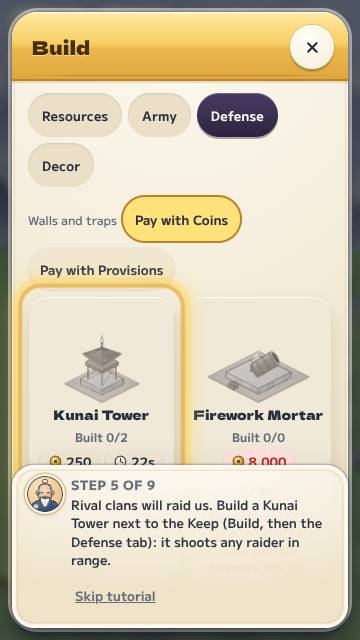 Build
Resources
Army
Defense
Decor
Walls and traps
Pay with Coins
Pay with Provisions
Kunai Tower
Firework Mortar
Built 0/2
Built 0/0
250
22s
8,000
STEP 5 OF 9
Rival clans will raid us. Build a Kunai
Tower next to the Keep (Build, then the
Defense tab): it shoots any raider in
range.
Skip tutorial